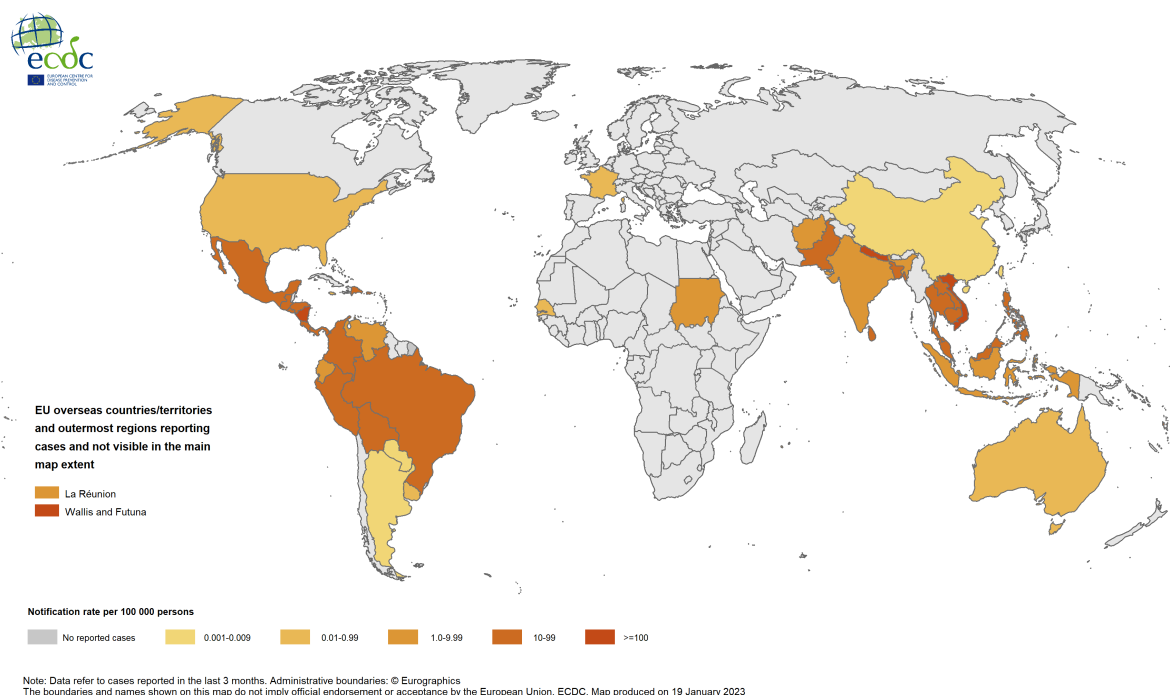 ecdc
EUROPEAN CENTRE FOR
DISEASE PREVENTION
AND CONTROL
EU overseas countries/territories
and outermost regions reporting
cases and not visible in the main
map extent
La Réunion
Wallis and Futuna
Notification rate per 100 000 persons
No reported cases
0.001-0.009
0.01-0.99
1.0-9.99
10-99
>=100
Note: Data refer to cases reported in the last 3 months. Administrative boundaries: © Eurographics
The boundaries and names shown on this map do not imply official endorsement or acceptance by the European Union. ECDC. Map produced on 19 January 2023